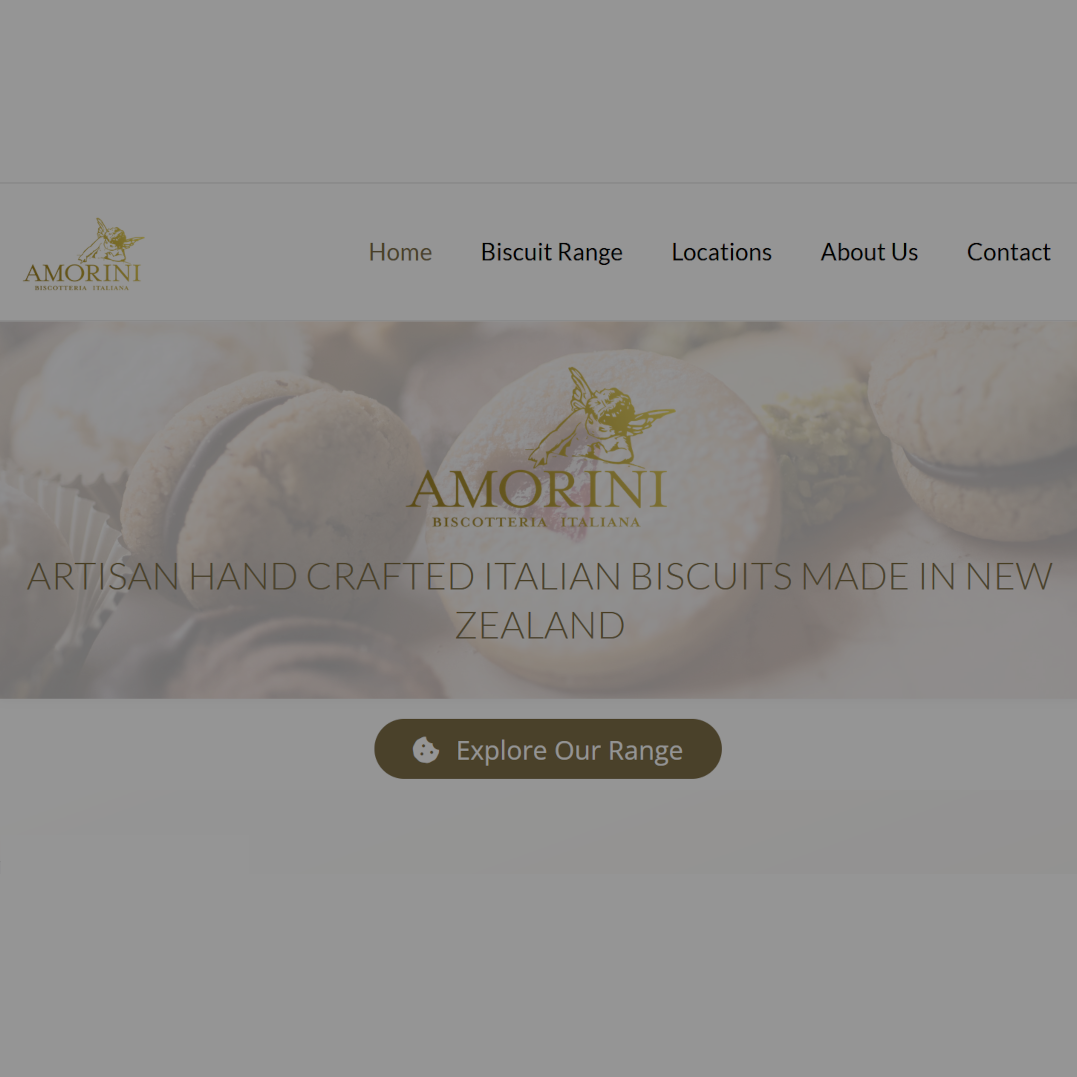 AMORINI
BISCOTTERIA ITALIANA
Home Biscuit Range Locations About Us Contact
AMORINI
BISCOTTERIA ITALIANA
ARTISAN HAND CRAFTED ITALIAN BISCUITS MADE IN NEW
ZEALAND
Explore Our Range